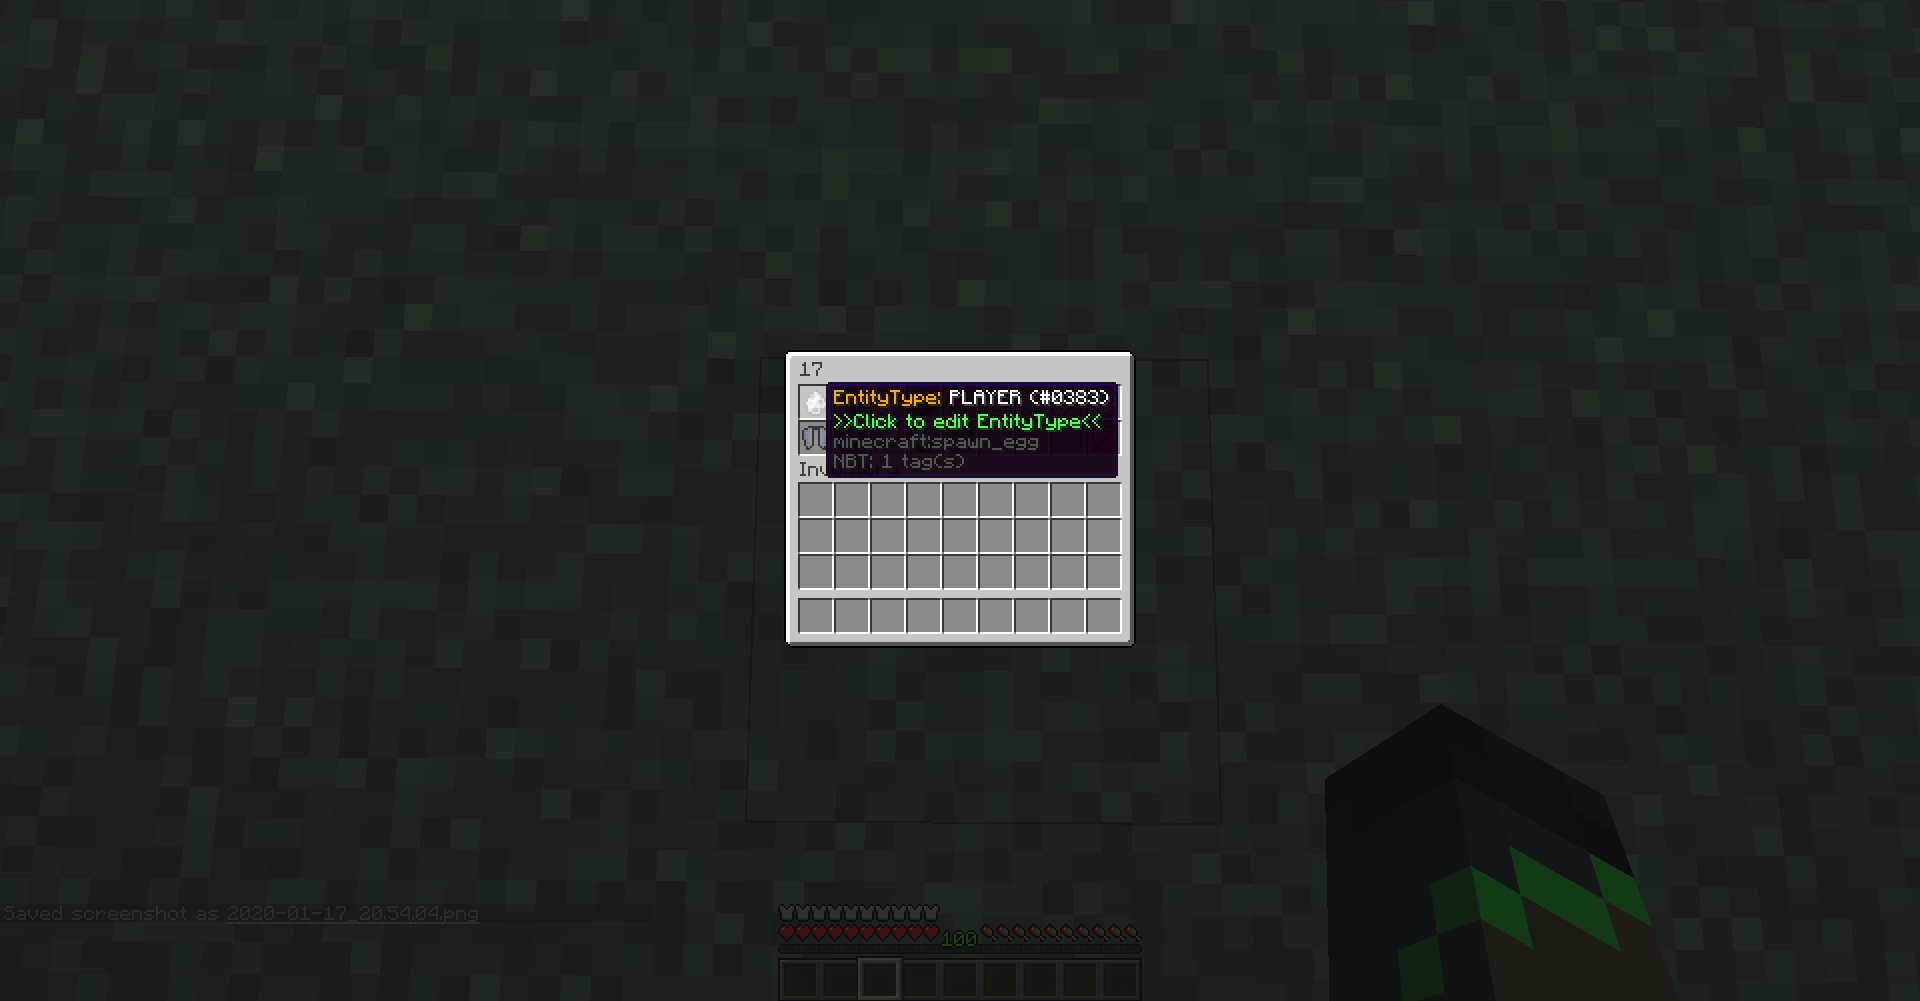 17
EntityType: PLAYER (#0383)
>>Click to edit EntityType<<
minecraft:spawn_egg
NBT: 1 tag(s)
Inv
Saved screenshot as 2020-01-17_20.54.04.png
100